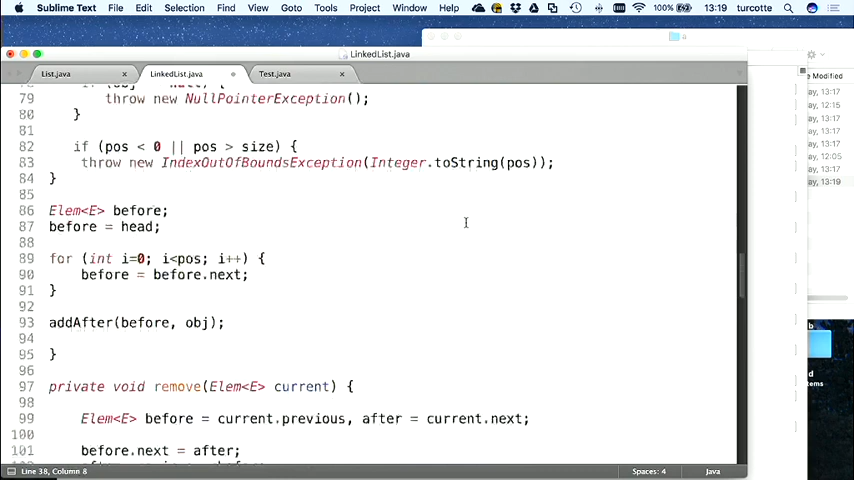 Sublime Text File Edit Selection Find View Goto Tools Project Window Help 100% 13:19 turcotte
a
LinkedList.java
List.java × LinkedList.java Test.java ×
Modified
ay, 13:17
ay, 12:15
ay, 13:17
ay, 13:17
ay, 13:17
ay, 12:05
ay, 13:17
ay, 13:19
79 throw new NullPointerException();
80 }
81
82 if (pos < 0 || pos > size) {
83 throw new IndexOutOfBoundsException(Integer.toString(pos));
84 }
85
86 Elem<E> before;
87 before = head;
88
89 for (int i=0; i<pos; i++) {
90 before = before.next;
91 }
92
93 addAfter(before, obj);
94
95 }
96
97 private void remove(Elem<E> current) {
98
99 Elem<E> before = current.previous, after = current.next;
100
101 before.next = after;
b
d
tems
Line 38, Column 8 Spaces: 4 Java